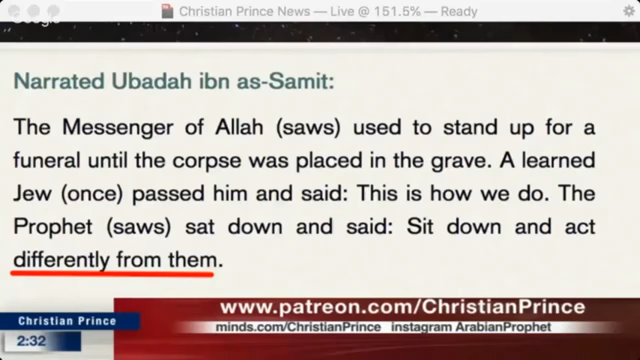 Christian Prince News — Live @ 151.5% — Ready
Google
Narrated Ubadah ibn as-Samit:
The Messenger of Allah (saws) used to stand up for a
funeral until the corpse was placed in the grave. A learned
Jew (once) passed him and said: This is how we do. The
Prophet (saws) sat down and said: Sit down and act
differently from them.
www.patreon.com/ChristianPrince
Christian Prince
minds.com/ChristianPrince instagram ArabianProphet
2:32